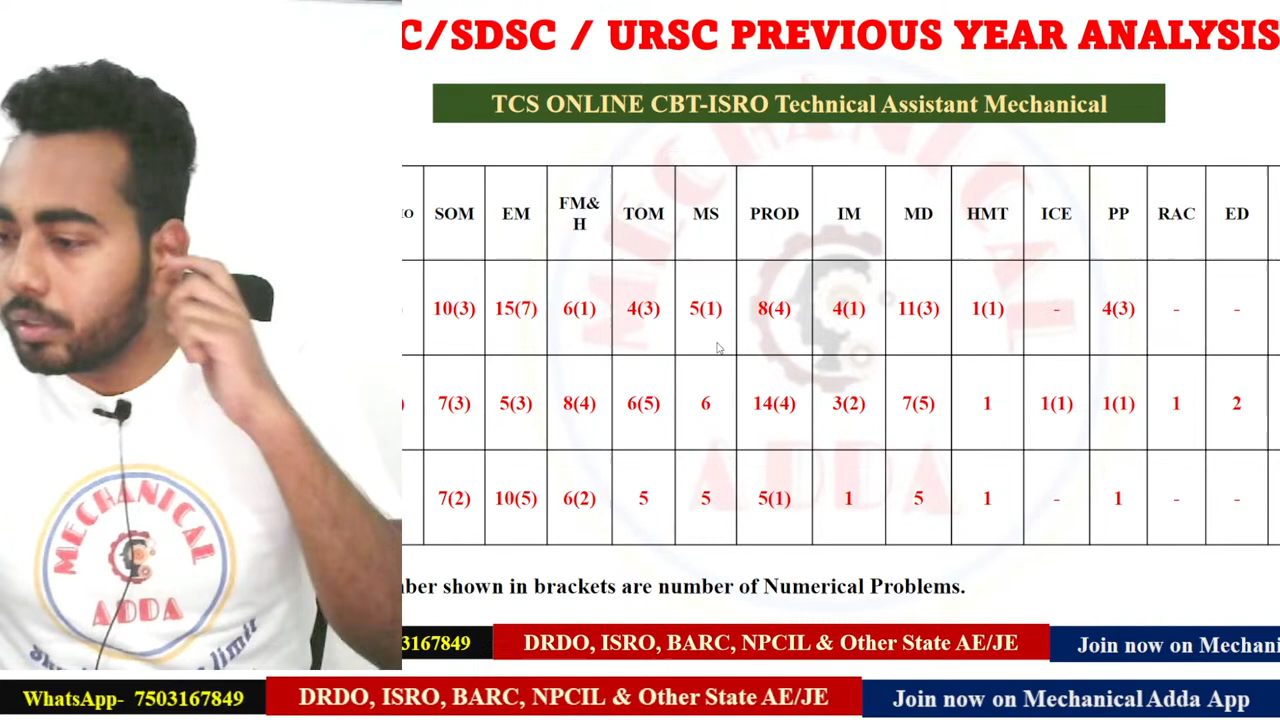 C/SDSC / URSC PREVIOUS YEAR ANALYSIS
TCS ONLINE CBT-ISRO Technical Assistant Mechanical
SOM EM FM& H TOM MS PROD IM MD HMT ICE PP RAC ED
10(3) 15(7) 6(1) 4(3) 5(1) 8(4) 4(1) 11(3) 1(1) - 4(3) - -
7(3) 5(3) 8(4) 6(5) 6 14(4) 3(2) 7(5) 1 1(1) 1(1) 1 2
7(2) 10(5) 6(2) 5 5 5(1) 1 5 1 - 1 - -
MECHANICAL
ADDA
MECHANICAL
ADDA
mber shown in brackets are number of Numerical Problems.
3167849 DRDO, ISRO, BARC, NPCIL & Other State AE/JE Join now on Mechani
WhatsApp- 7503167849 DRDO, ISRO, BARC, NPCIL & Other State AE/JE Join now on Mechanical Adda App